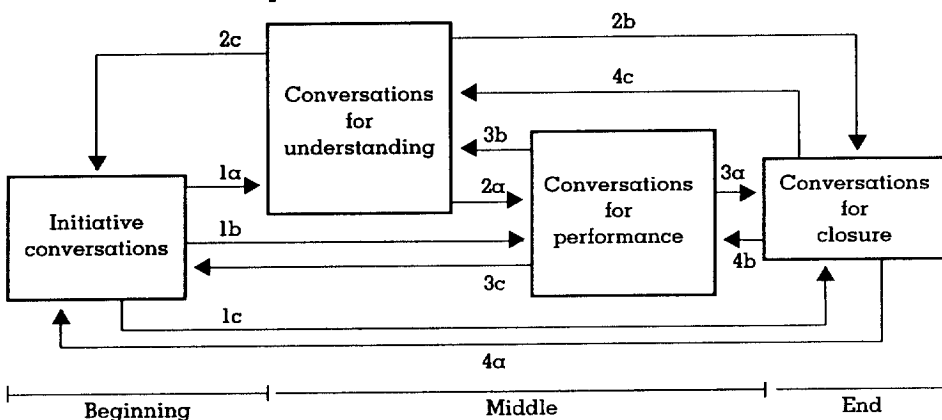 2c
2b
4c
Conversations
for
understanding
3b
1a
2a
3a
Conversations
for
performance
Conversations
for
closure
Initiative
conversations
1b
4b
3c
1c
4a
Beginning
Middle
End